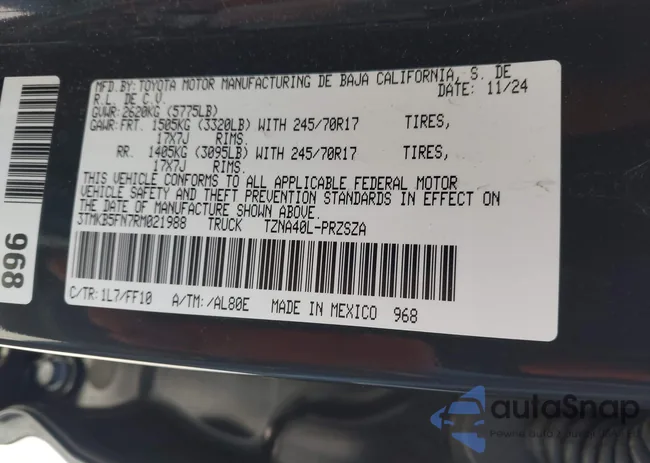 MFD. BY: TOYOTA MOTOR MANUFACTURING DE BAJA CALIFORNIA, S. DE
R.L. DE C.V. DATE: 11/24
GVWR: 2620KG (5775LB)
GAWR: FRT. 1505KG (3320LB) WITH 245/70R17 TIRES,
17X7J RIMS.
RR. 1405KG (3095LB) WITH 245/70R17 TIRES,
17X7J RIMS.
THIS VEHICLE CONFORMS TO ALL APPLICABLE FEDERAL MOTOR
VEHICLE SAFETY AND THEFT PREVENTION STANDARDS IN EFFECT ON
THE DATE OF MANUFACTURE SHOWN ABOVE.
3TMKB5FN7RM021988 TRUCK TZNA40L-PRZSZA
C/TR: 1L7/FF10 A/TM: /AL80E MADE IN MEXICO 968
968
autaSnap
Pewne auta